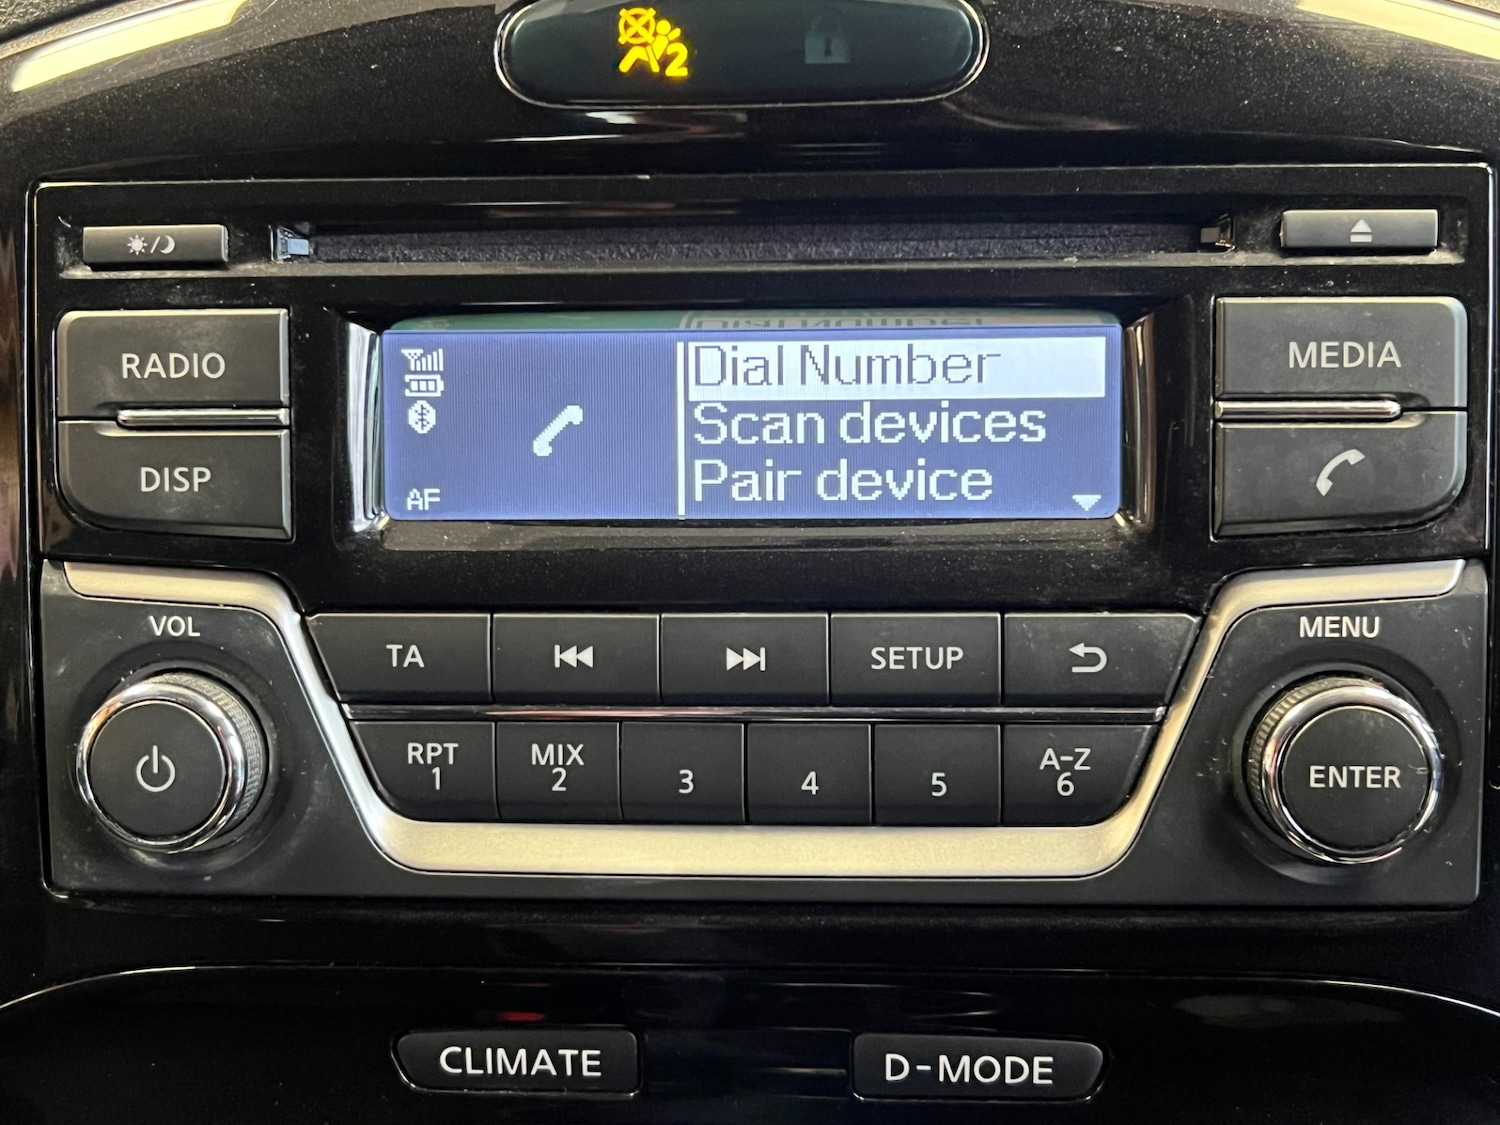 2
RADIO
DISP
AF
Dial Number
Scan devices
Pair device
MEDIA
VOL
TA
SETUP
MENU
RPT
1
MIX
2
3
4
5
A-Z
6
ENTER
CLIMATE
D-MODE